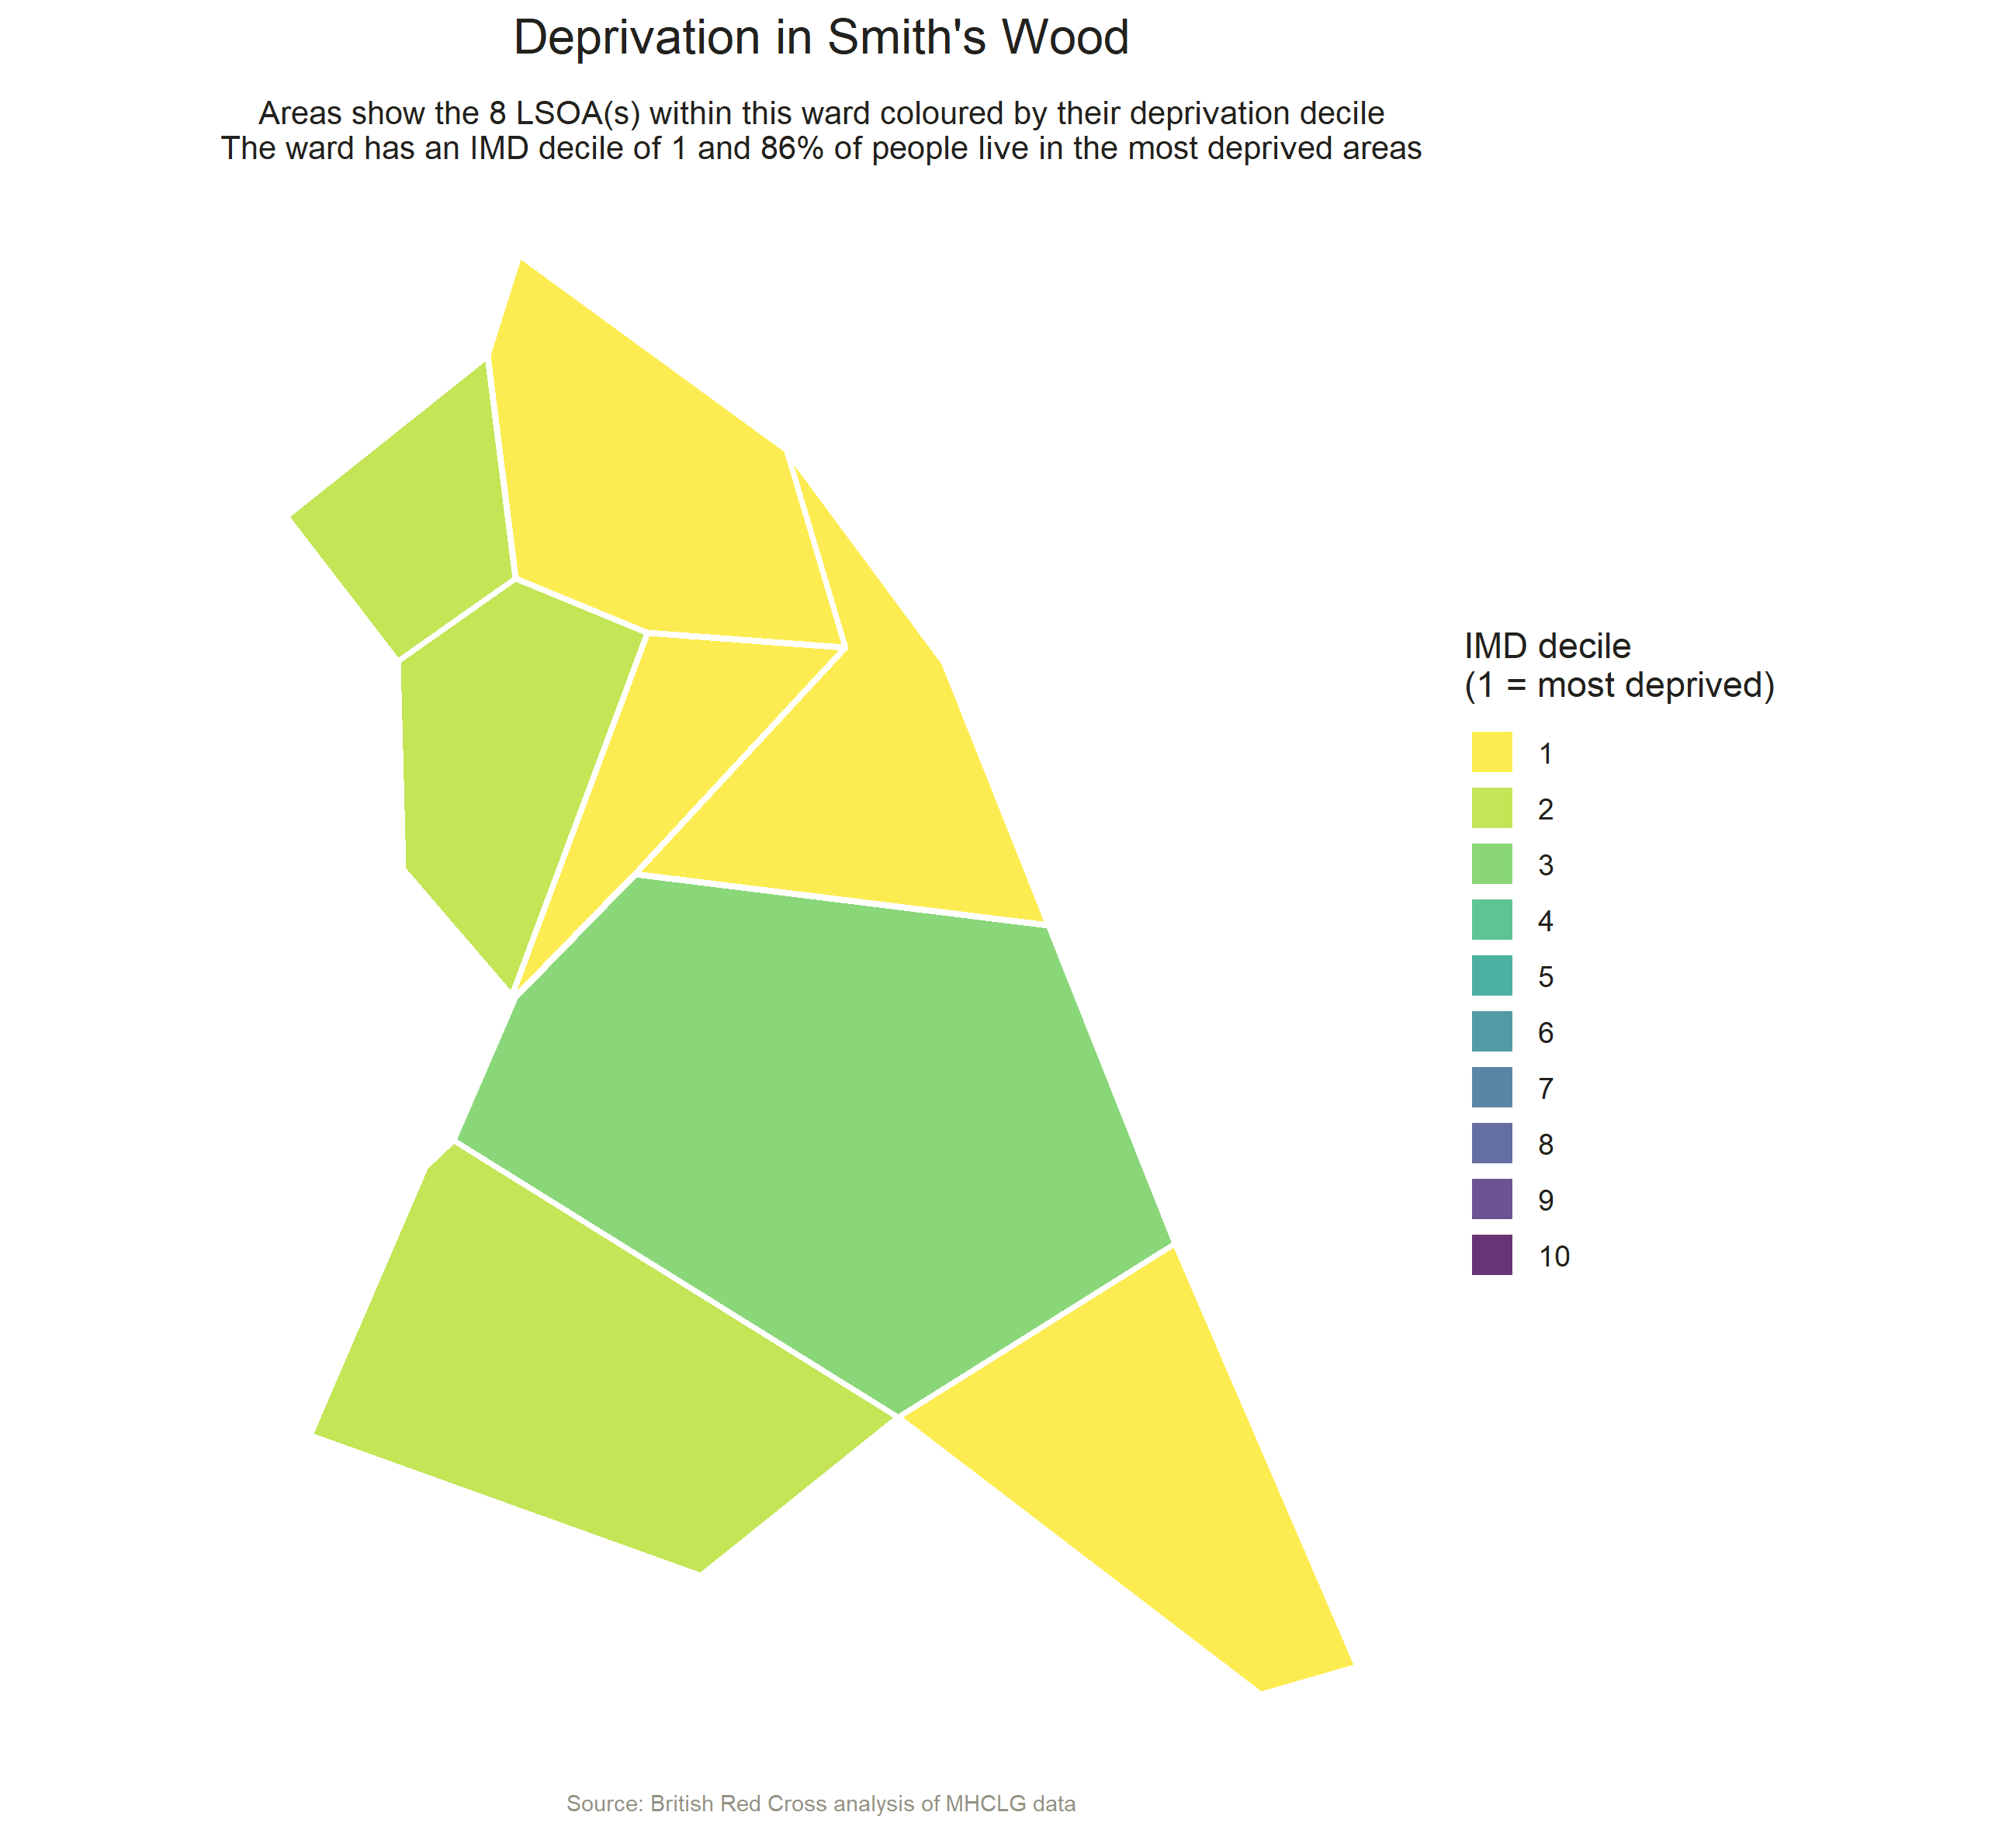 Deprivation in Smith's Wood
Areas show the 8 LSOA(s) within this ward coloured by their deprivation decile
The ward has an IMD decile of 1 and 86% of people live in the most deprived areas
IMD decile
(1 = most deprived)
1
2
3
4
5
6
7
8
9
10
Source: British Red Cross analysis of MHCLG data